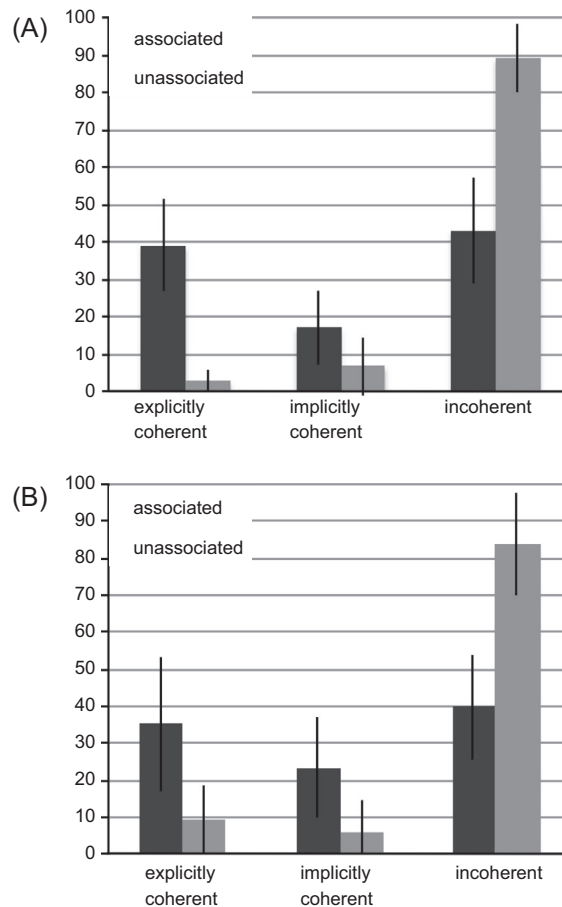 (A)
100
90
80
70
60
50
40
30
20
10
0
associated
unassociated
explicitly
coherent
implicitly
coherent
incoherent
(B)
100
90
80
70
60
50
40
30
20
10
0
associated
unassociated
explicitly
coherent
implicitly
coherent
incoherent